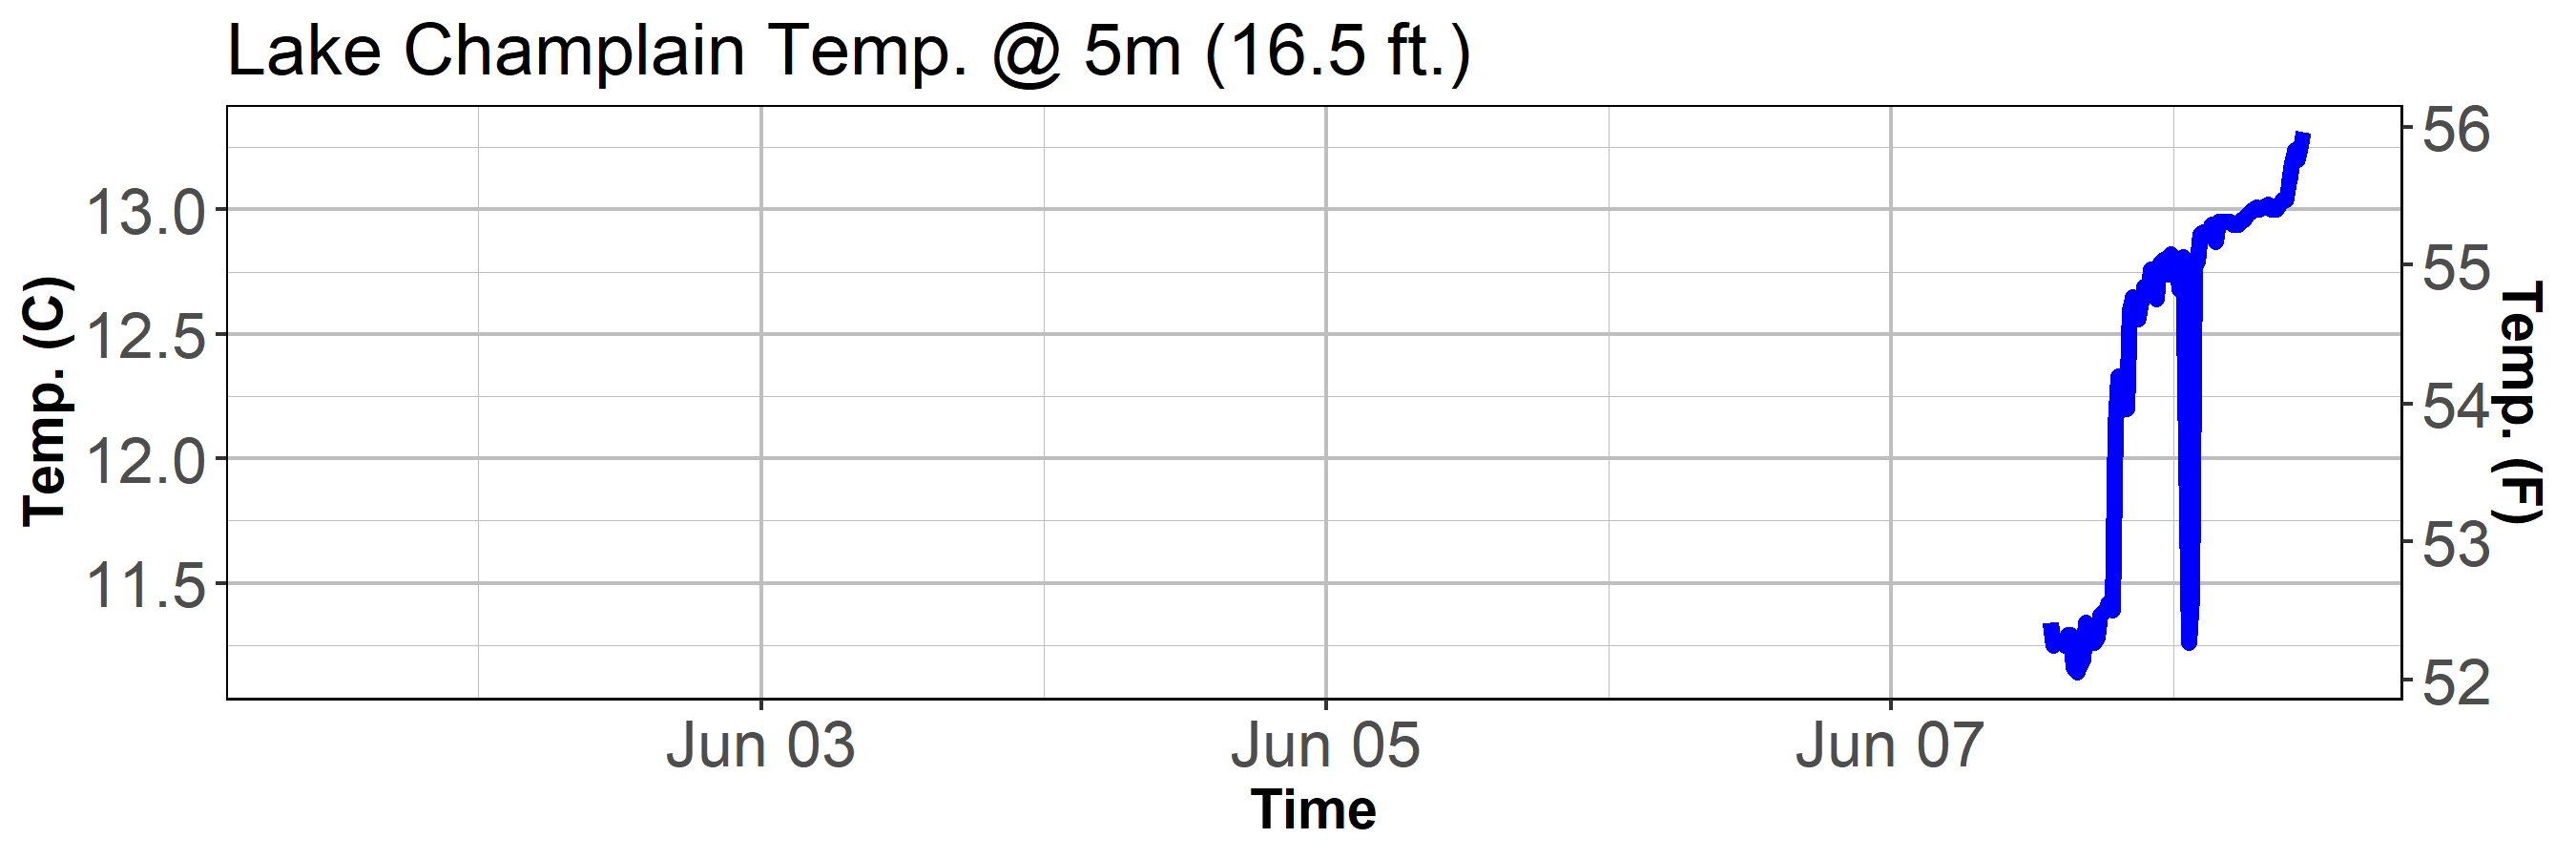 Lake Champlain Temp. @ 5m (16.5 ft.)
Temp. (C)
13.0
12.5
12.0
11.5
56
55
54
53
52
Temp. (F)
Jun 03 Jun 05 Jun 07
Time